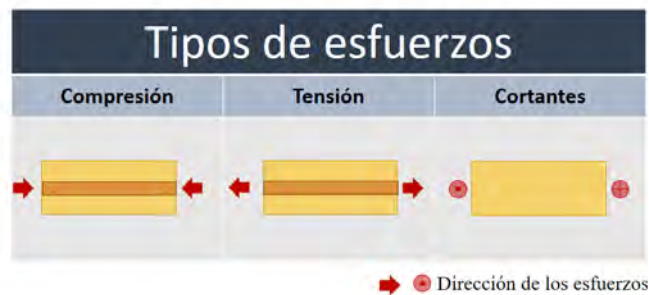 Tipos de esfuerzos
Compresión Tensión Cortantes
Dirección de los esfuerzos